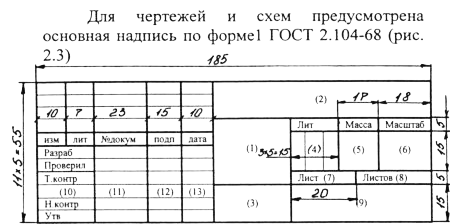 Для чертежей и схем предусмотрена
основная надпись по форме1 ГОСТ 2.104-68 (рис.
2.3)
185
(2) 17 18
10 7 23 15 10
Лит Масса Масштаб 5
изм лит №докум подп дата
(1) 3×5=15 (4) (5) (6) 15
Разраб
Проверил
Т.контр Лист (7) Листов (8) 5
(10) (11) (12) (13) 20
(3) (9) 15
Н контр
Утв
11×5=55